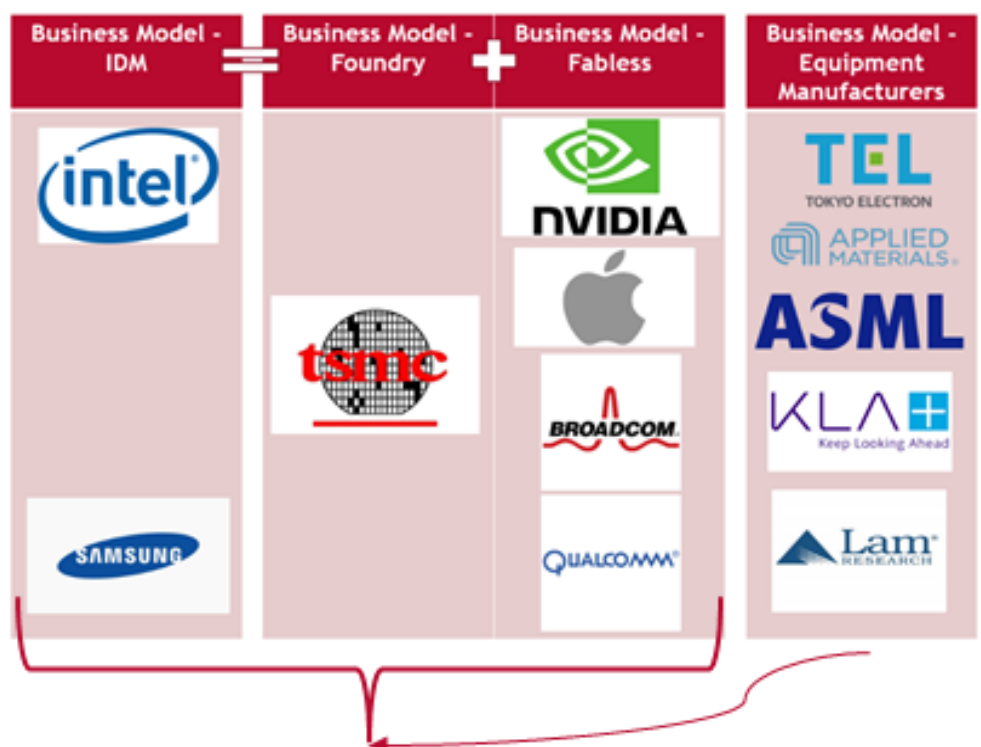 Business Model -
IDM
=
Business Model -
Foundry
+
Business Model -
Fabless
Business Model -
Equipment
Manufacturers
intel®
SAMSUNG
tsmc
NVIDIA
BROADCOM.
QUALCOMM®
TEL
TOKYO ELECTRON
APPLIED
MATERIALS®
ASML
KLA+
Keep Looking Ahead
Lam®
RESEARCH